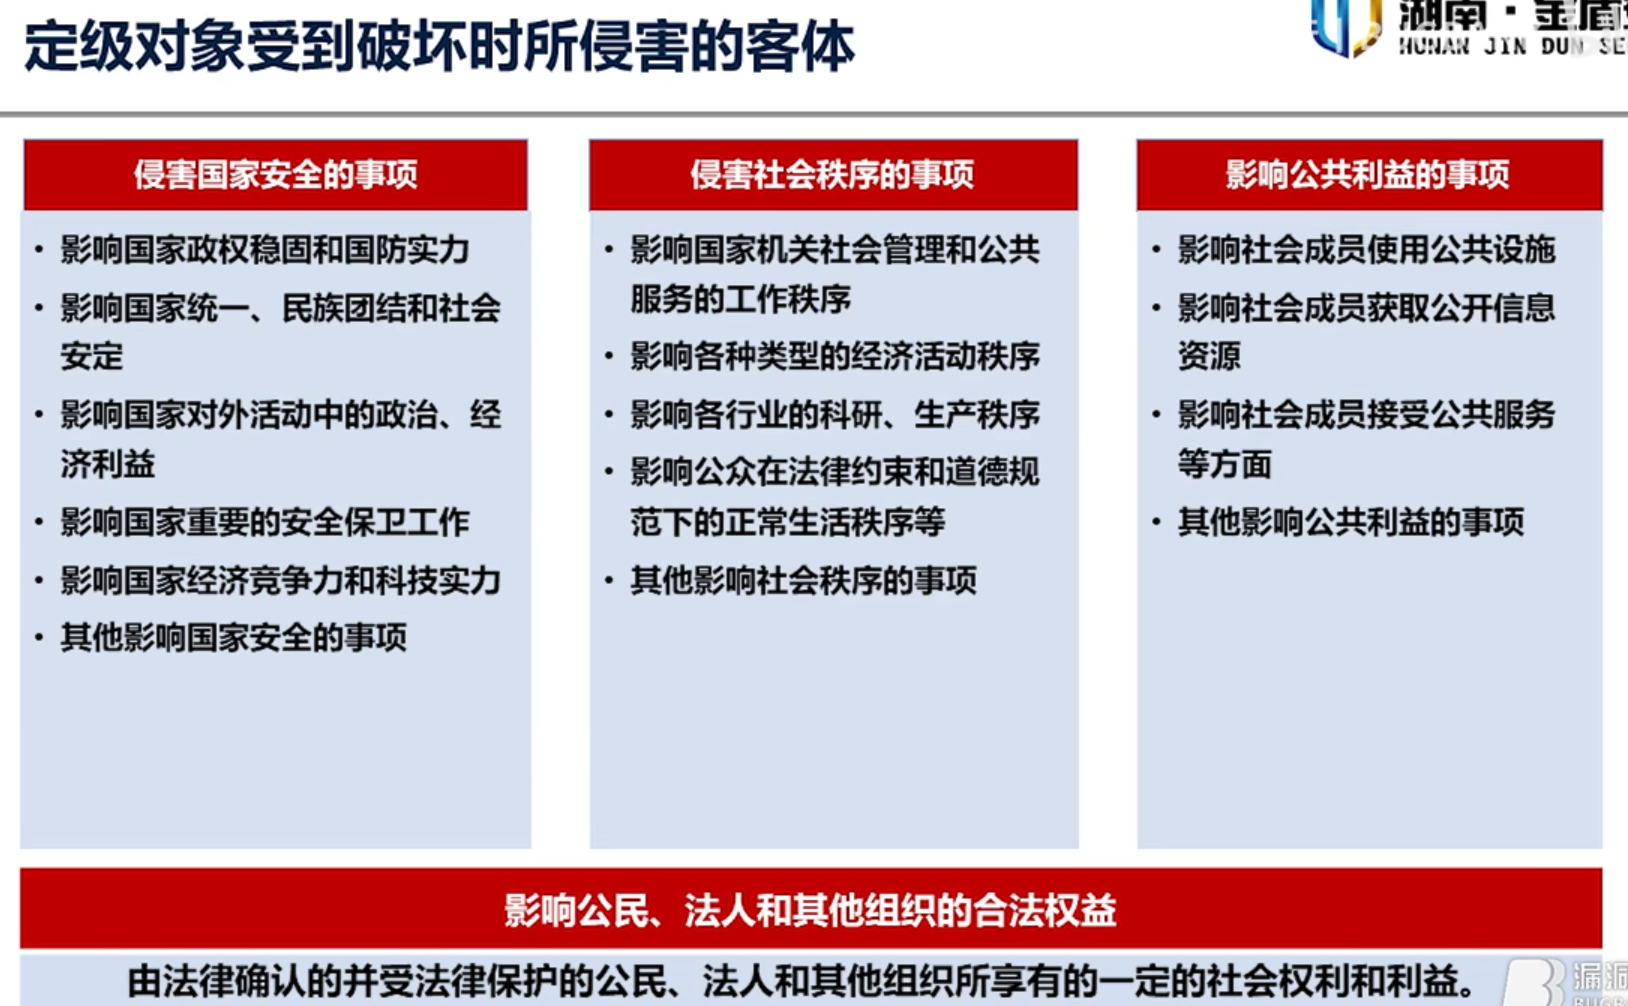 定级对象受到破坏时所侵害的客体
湖南·金盾
HUNAN JIN DUN SE
侵害国家安全的事项
• 影响国家政权稳固和国防实力
• 影响国家统一、民族团结和社会
安定
• 影响国家对外活动中的政治、经
济利益
• 影响国家重要的安全保卫工作
• 影响国家经济竞争力和科技实力
• 其他影响国家安全的事项
侵害社会秩序的事项
• 影响国家机关社会管理和公共
服务的工作秩序
• 影响各种类型的经济活动秩序
• 影响各行业的科研、生产秩序
• 影响公众在法律约束和道德规
范下的正常生活秩序等
• 其他影响社会秩序的事项
影响公共利益的事项
• 影响社会成员使用公共设施
• 影响社会成员获取公开信息
资源
• 影响社会成员接受公共服务
等方面
• 其他影响公共利益的事项
影响公民、法人和其他组织的合法权益
由法律确认的并受法律保护的公民、法人和其他组织所享有的一定的社会权利和利益。
漏洞